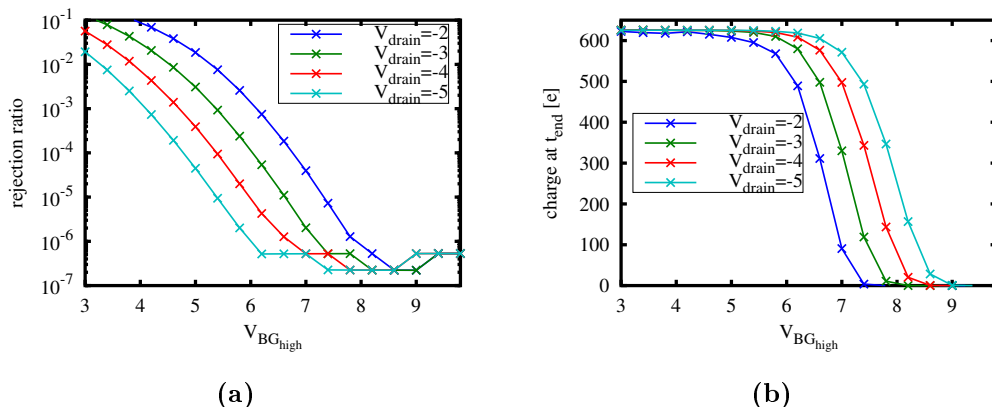 10^-1
10^-2
10^-3
10^-4
10^-5
10^-6
10^-7
rejection ratio
3 4 5 6 7 8 9
V_BG_high
V_drain=-2
V_drain=-3
V_drain=-4
V_drain=-5
(a)
600
500
400
300
200
100
0
charge at t_end [e]
3 4 5 6 7 8 9
V_BG_high
V_drain=-2
V_drain=-3
V_drain=-4
V_drain=-5
(b)